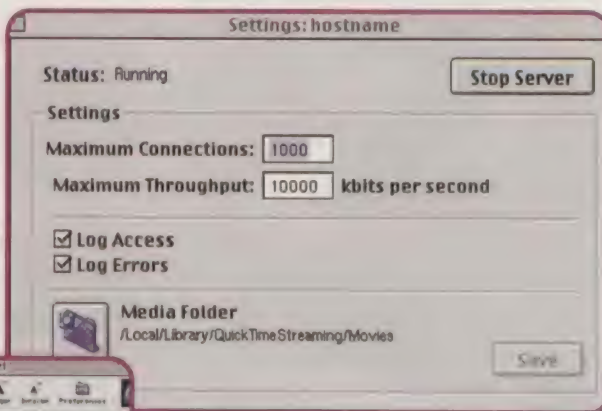 Settings: hostname
Status: Running
Stop Server
Settings
Maximum Connections: 1000
Maximum Throughput: 10000 kbits per second
Log Access
Log Errors
Media Folder
/Local/Library/QuickTimeStreaming/Movies
Save
Preferences